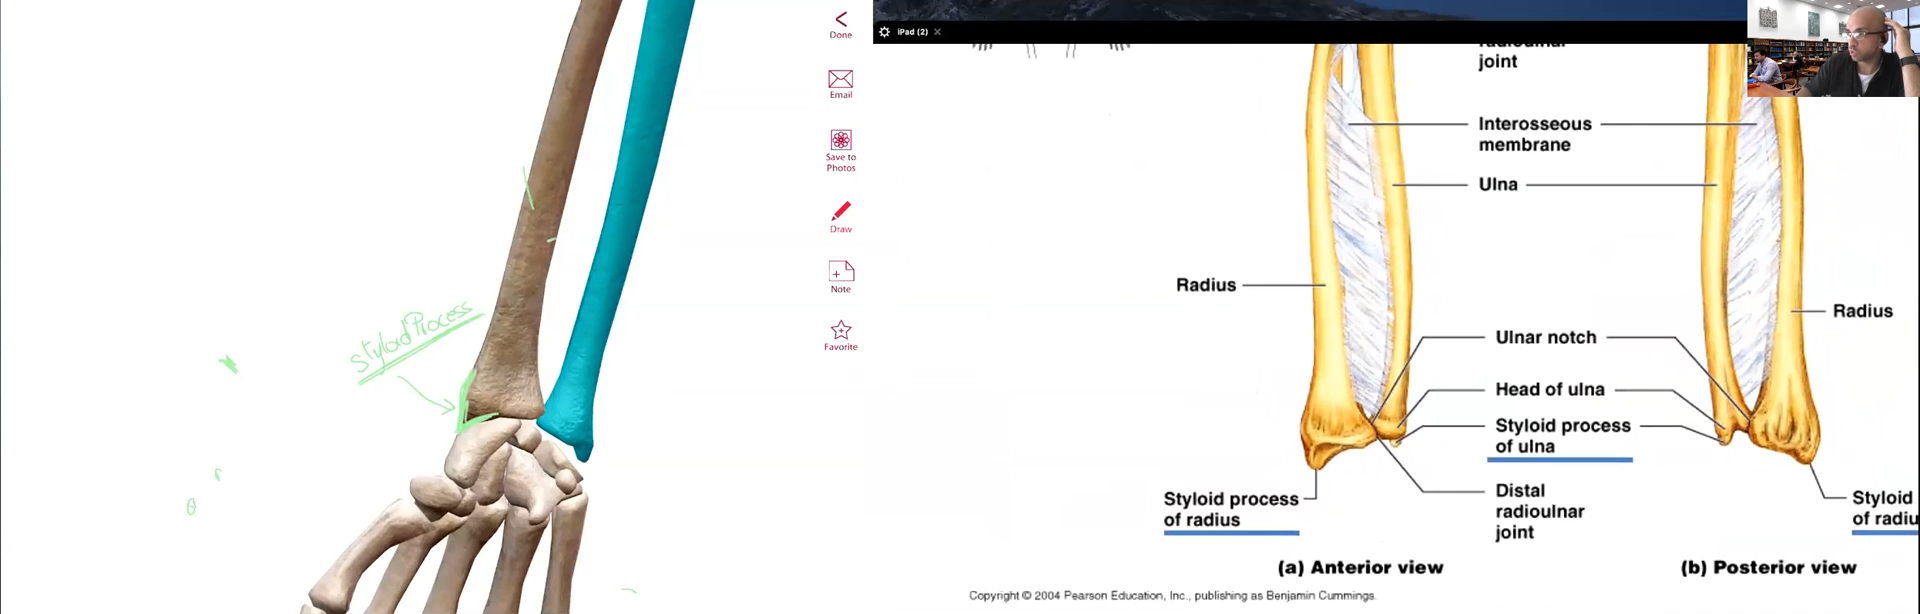 Done
Email
Save to
Photos
Draw
Note
Favorite
Styloid Process
iPad (2)
joint
Interosseous
membrane
Ulna
Radius
Radius
Ulnar notch
Head of ulna
Styloid process
of ulna
Distal
radioulnar
joint
Styloid process
of radius
Styloid
of radiu
(a) Anterior view
(b) Posterior view
Copyright © 2004 Pearson Education, Inc., publishing as Benjamin Cummings.